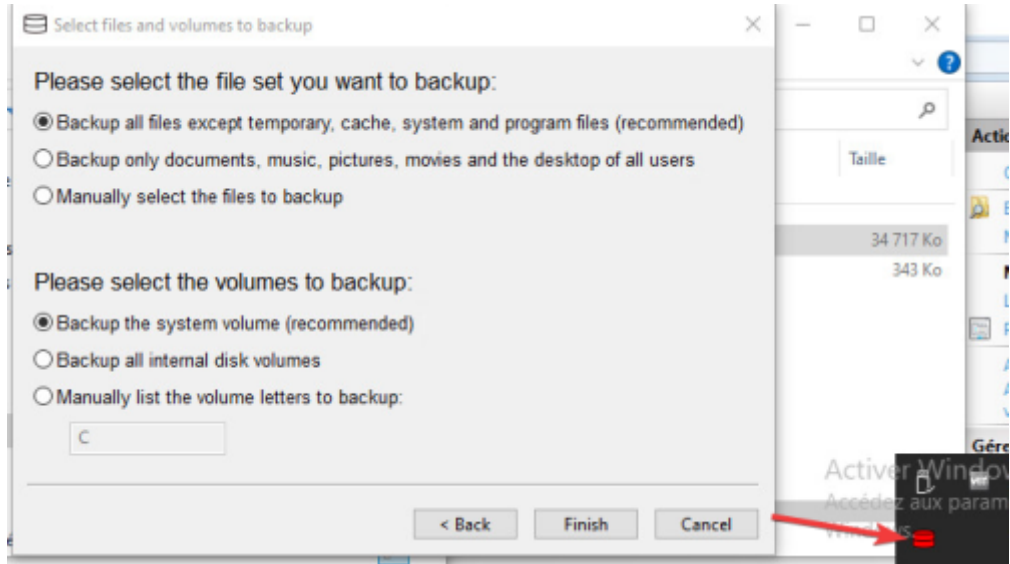 Select files and volumes to backup
Please select the file set you want to backup:
Backup all files except temporary, cache, system and program files (recommended)
Backup only documents, music, pictures, movies and the desktop of all users
Manually select the files to backup
Please select the volumes to backup:
Backup the system volume (recommended)
Backup all internal disk volumes
Manually list the volume letters to backup:
C
< Back Finish Cancel
?
Taille
34 717 Ko
343 Ko
Activer
Accédez aux param